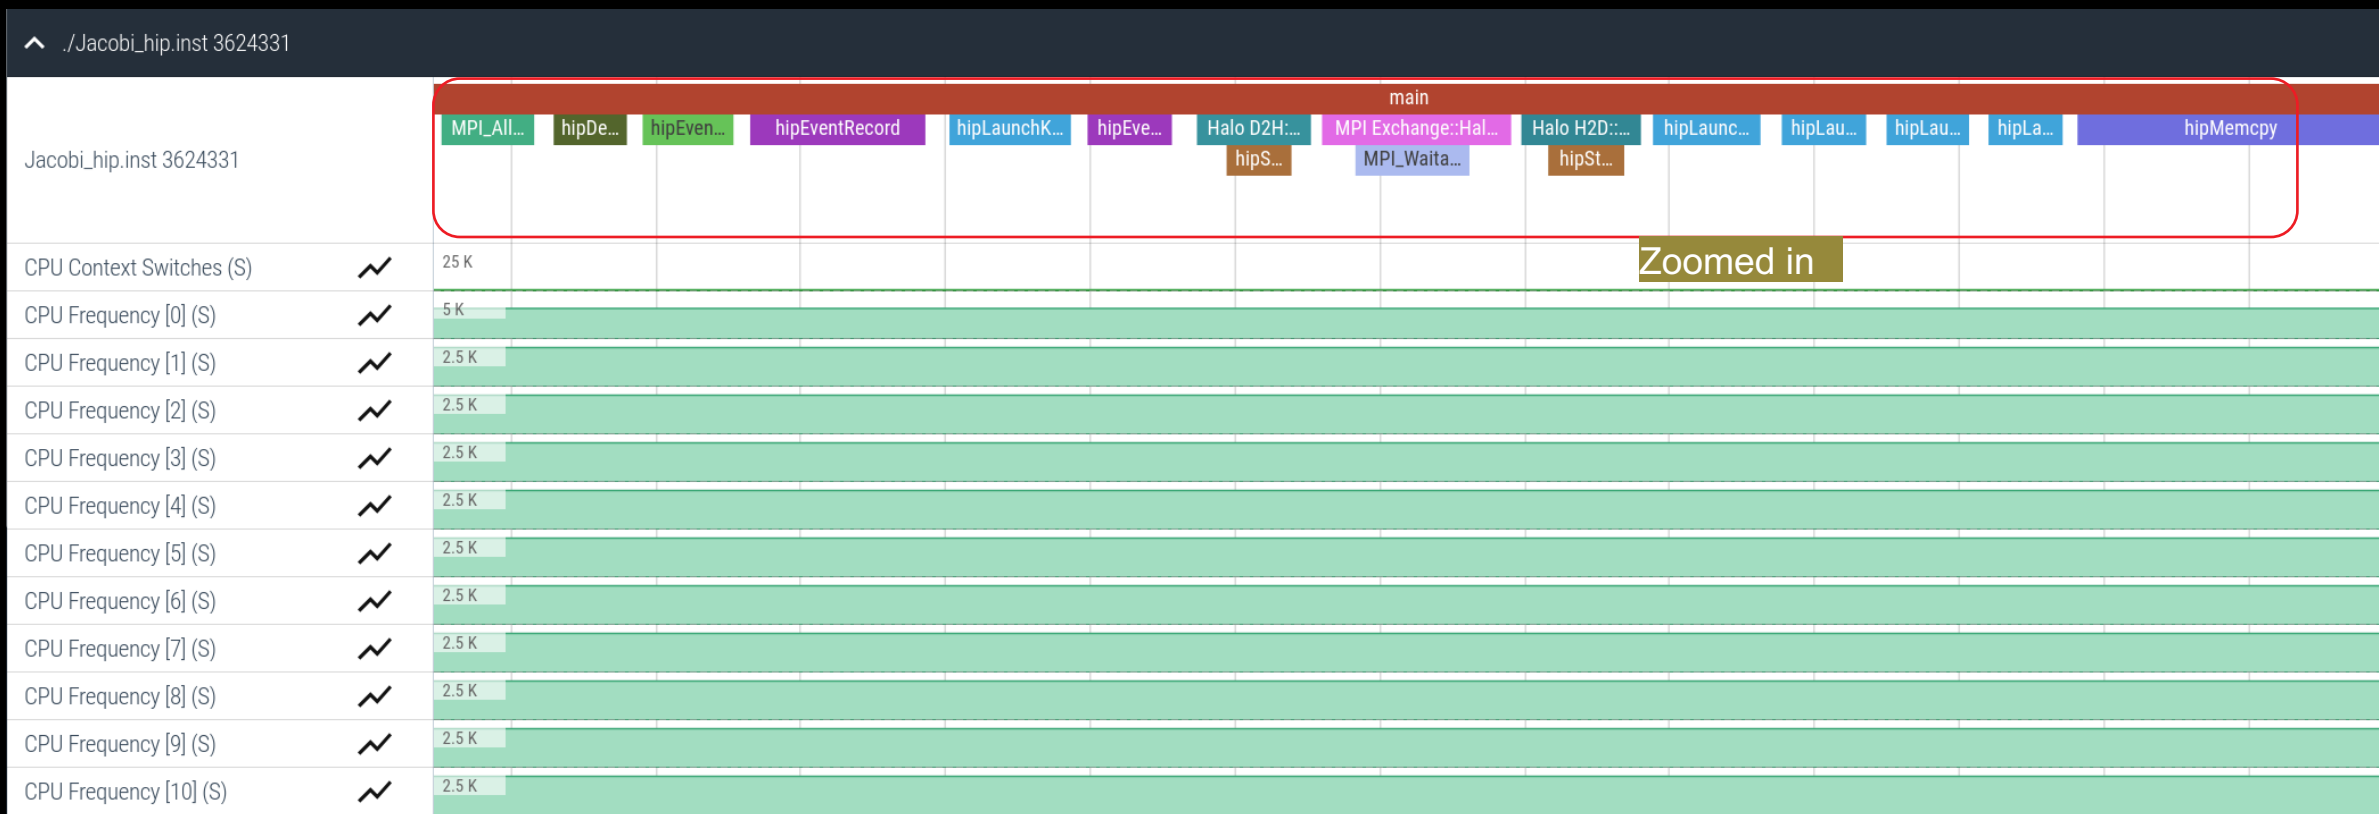 ./Jacobi_hip.inst 3624331
main
MPI_All... hipDe... hipEven... hipEventRecord hipLaunchK... hipEve... Halo D2H:... MPI Exchange::Hal... Halo H2D::... hipLaunc... hipLau... hipLau... hipLa... hipMemcpy
Jacobi_hip.inst 3624331
hipS... MPI_Waita... hipSt...
Zoomed in
CPU Context Switches (S) 25 K
CPU Frequency [0] (S) 5 K
CPU Frequency [1] (S) 2.5 K
CPU Frequency [2] (S) 2.5 K
CPU Frequency [3] (S) 2.5 K
CPU Frequency [4] (S) 2.5 K
CPU Frequency [5] (S) 2.5 K
CPU Frequency [6] (S) 2.5 K
CPU Frequency [7] (S) 2.5 K
CPU Frequency [8] (S) 2.5 K
CPU Frequency [9] (S) 2.5 K
CPU Frequency [10] (S) 2.5 K